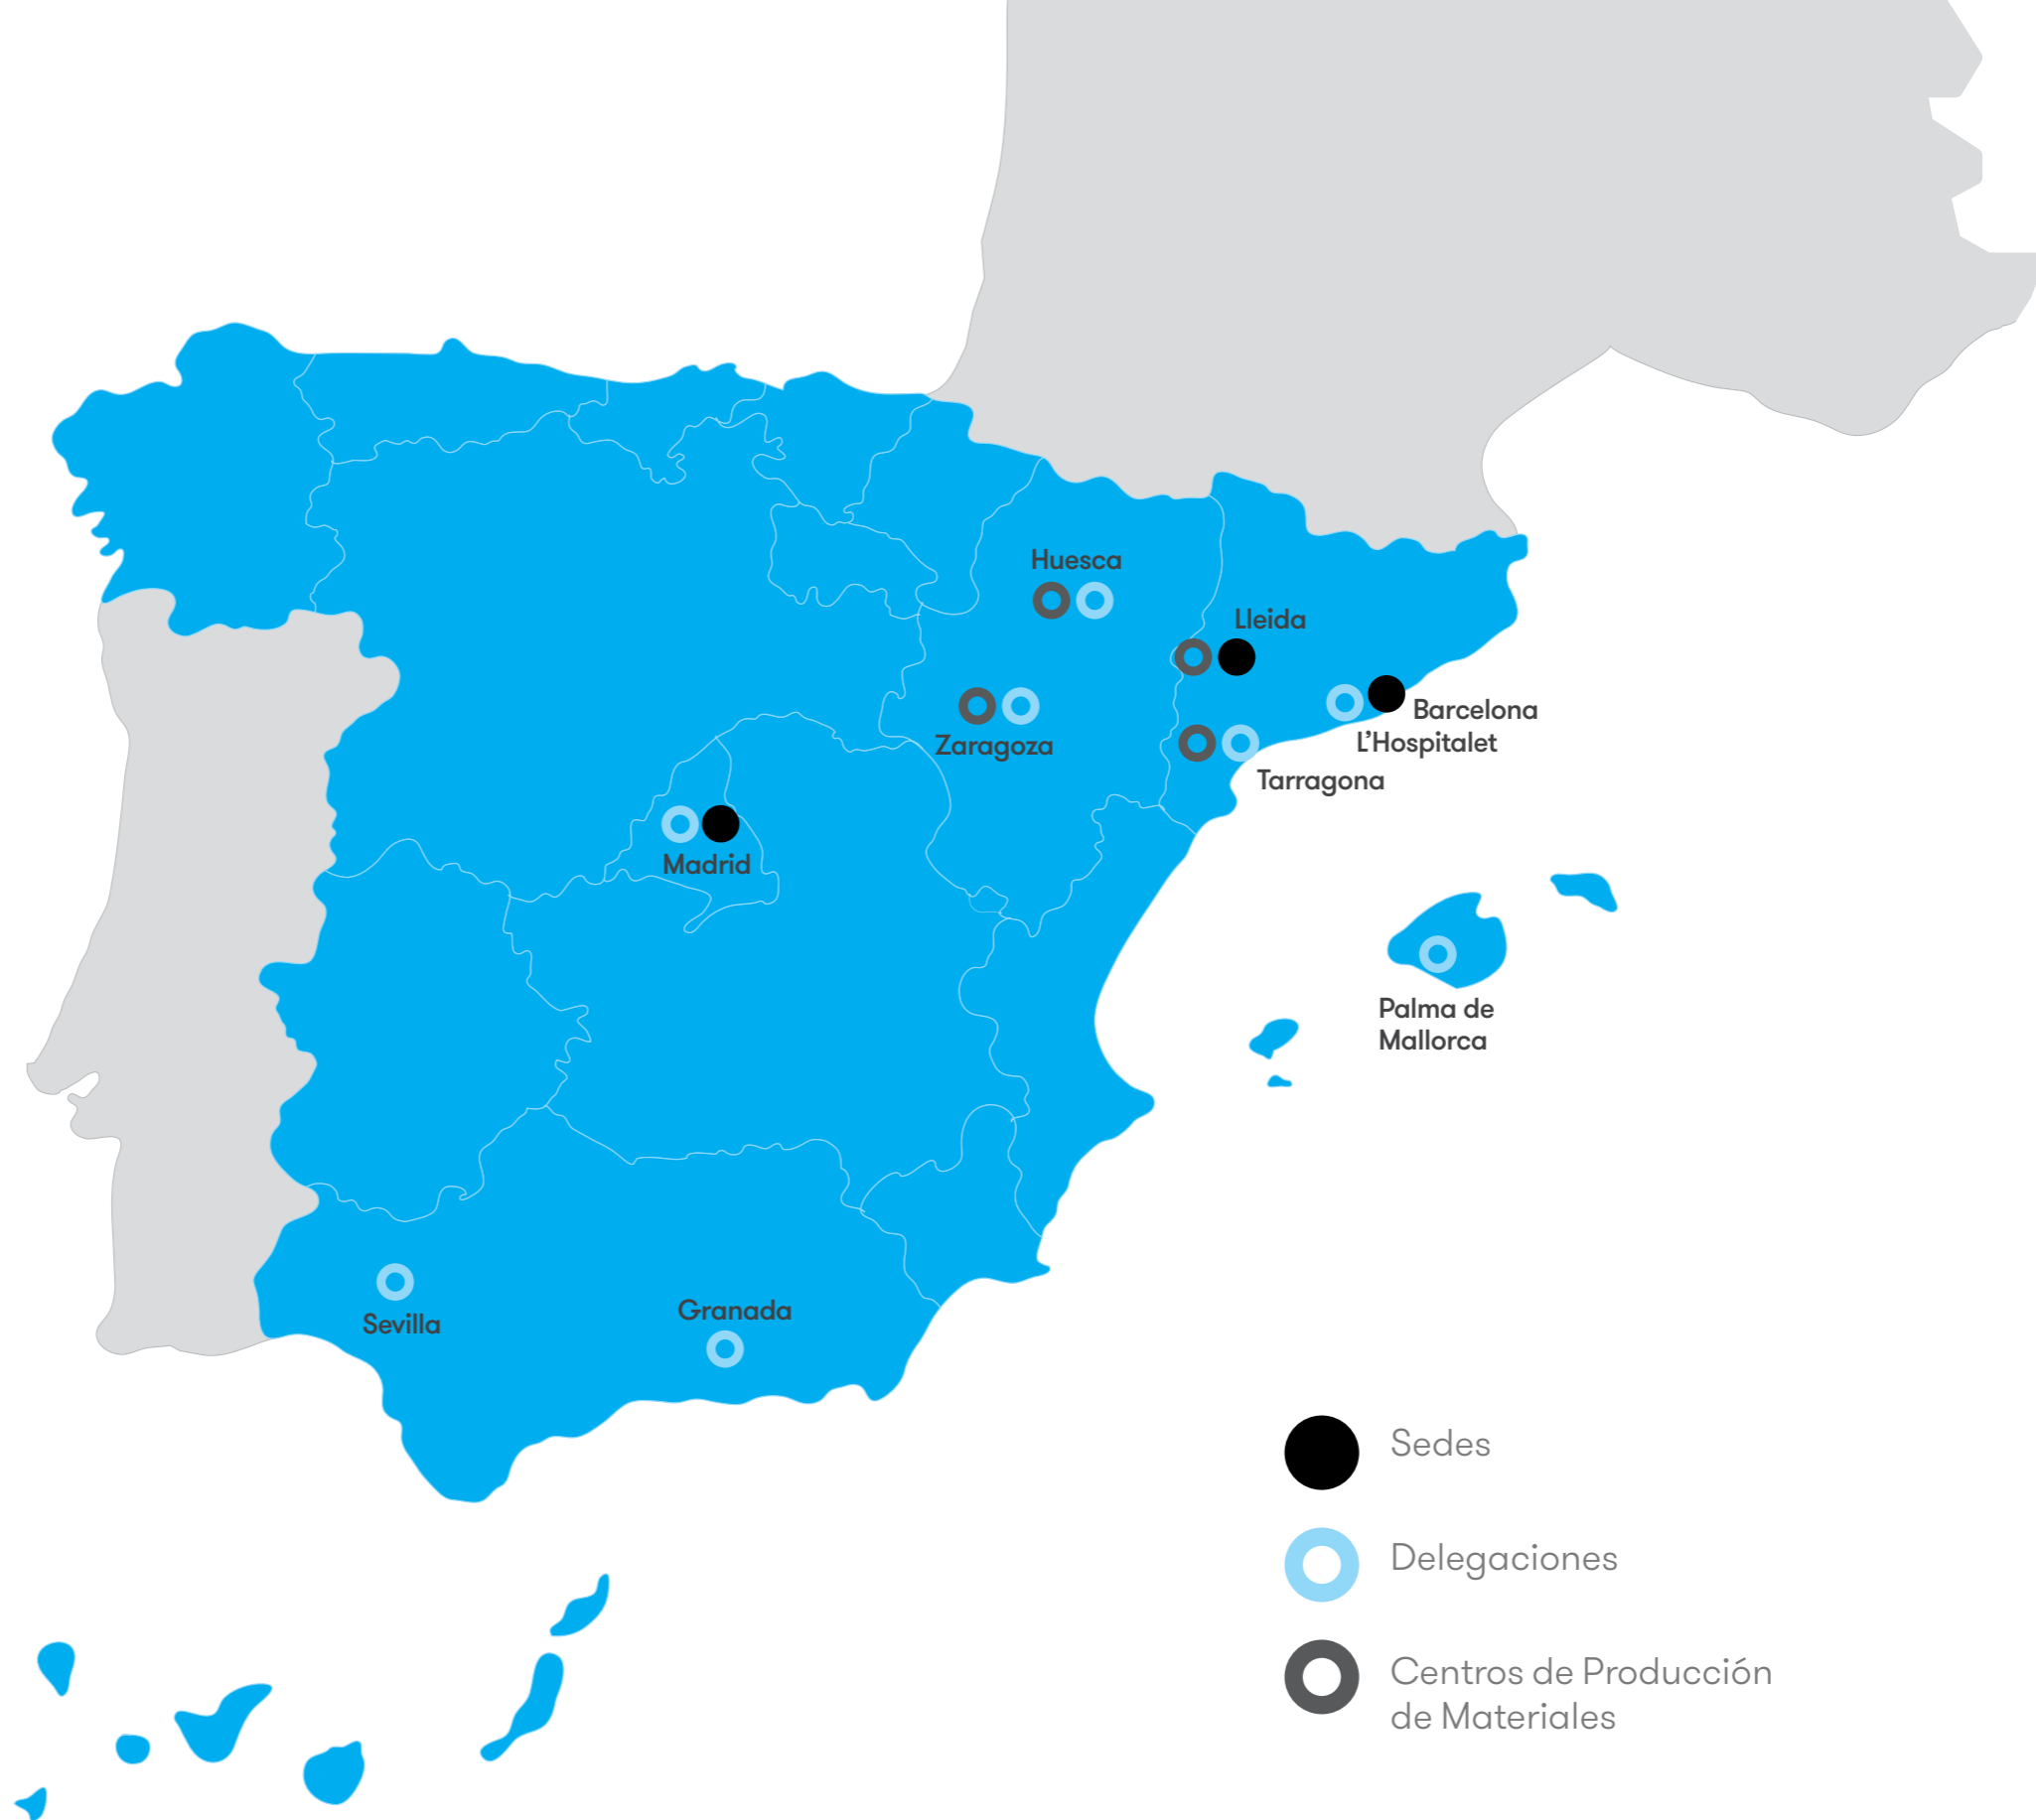 Huesca
Lleida
Zaragoza
Barcelona
L’Hospitalet
Tarragona
Madrid
Palma de
Mallorca
Sevilla
Granada
Sedes
Delegaciones
Centros de Producción
de Materiales